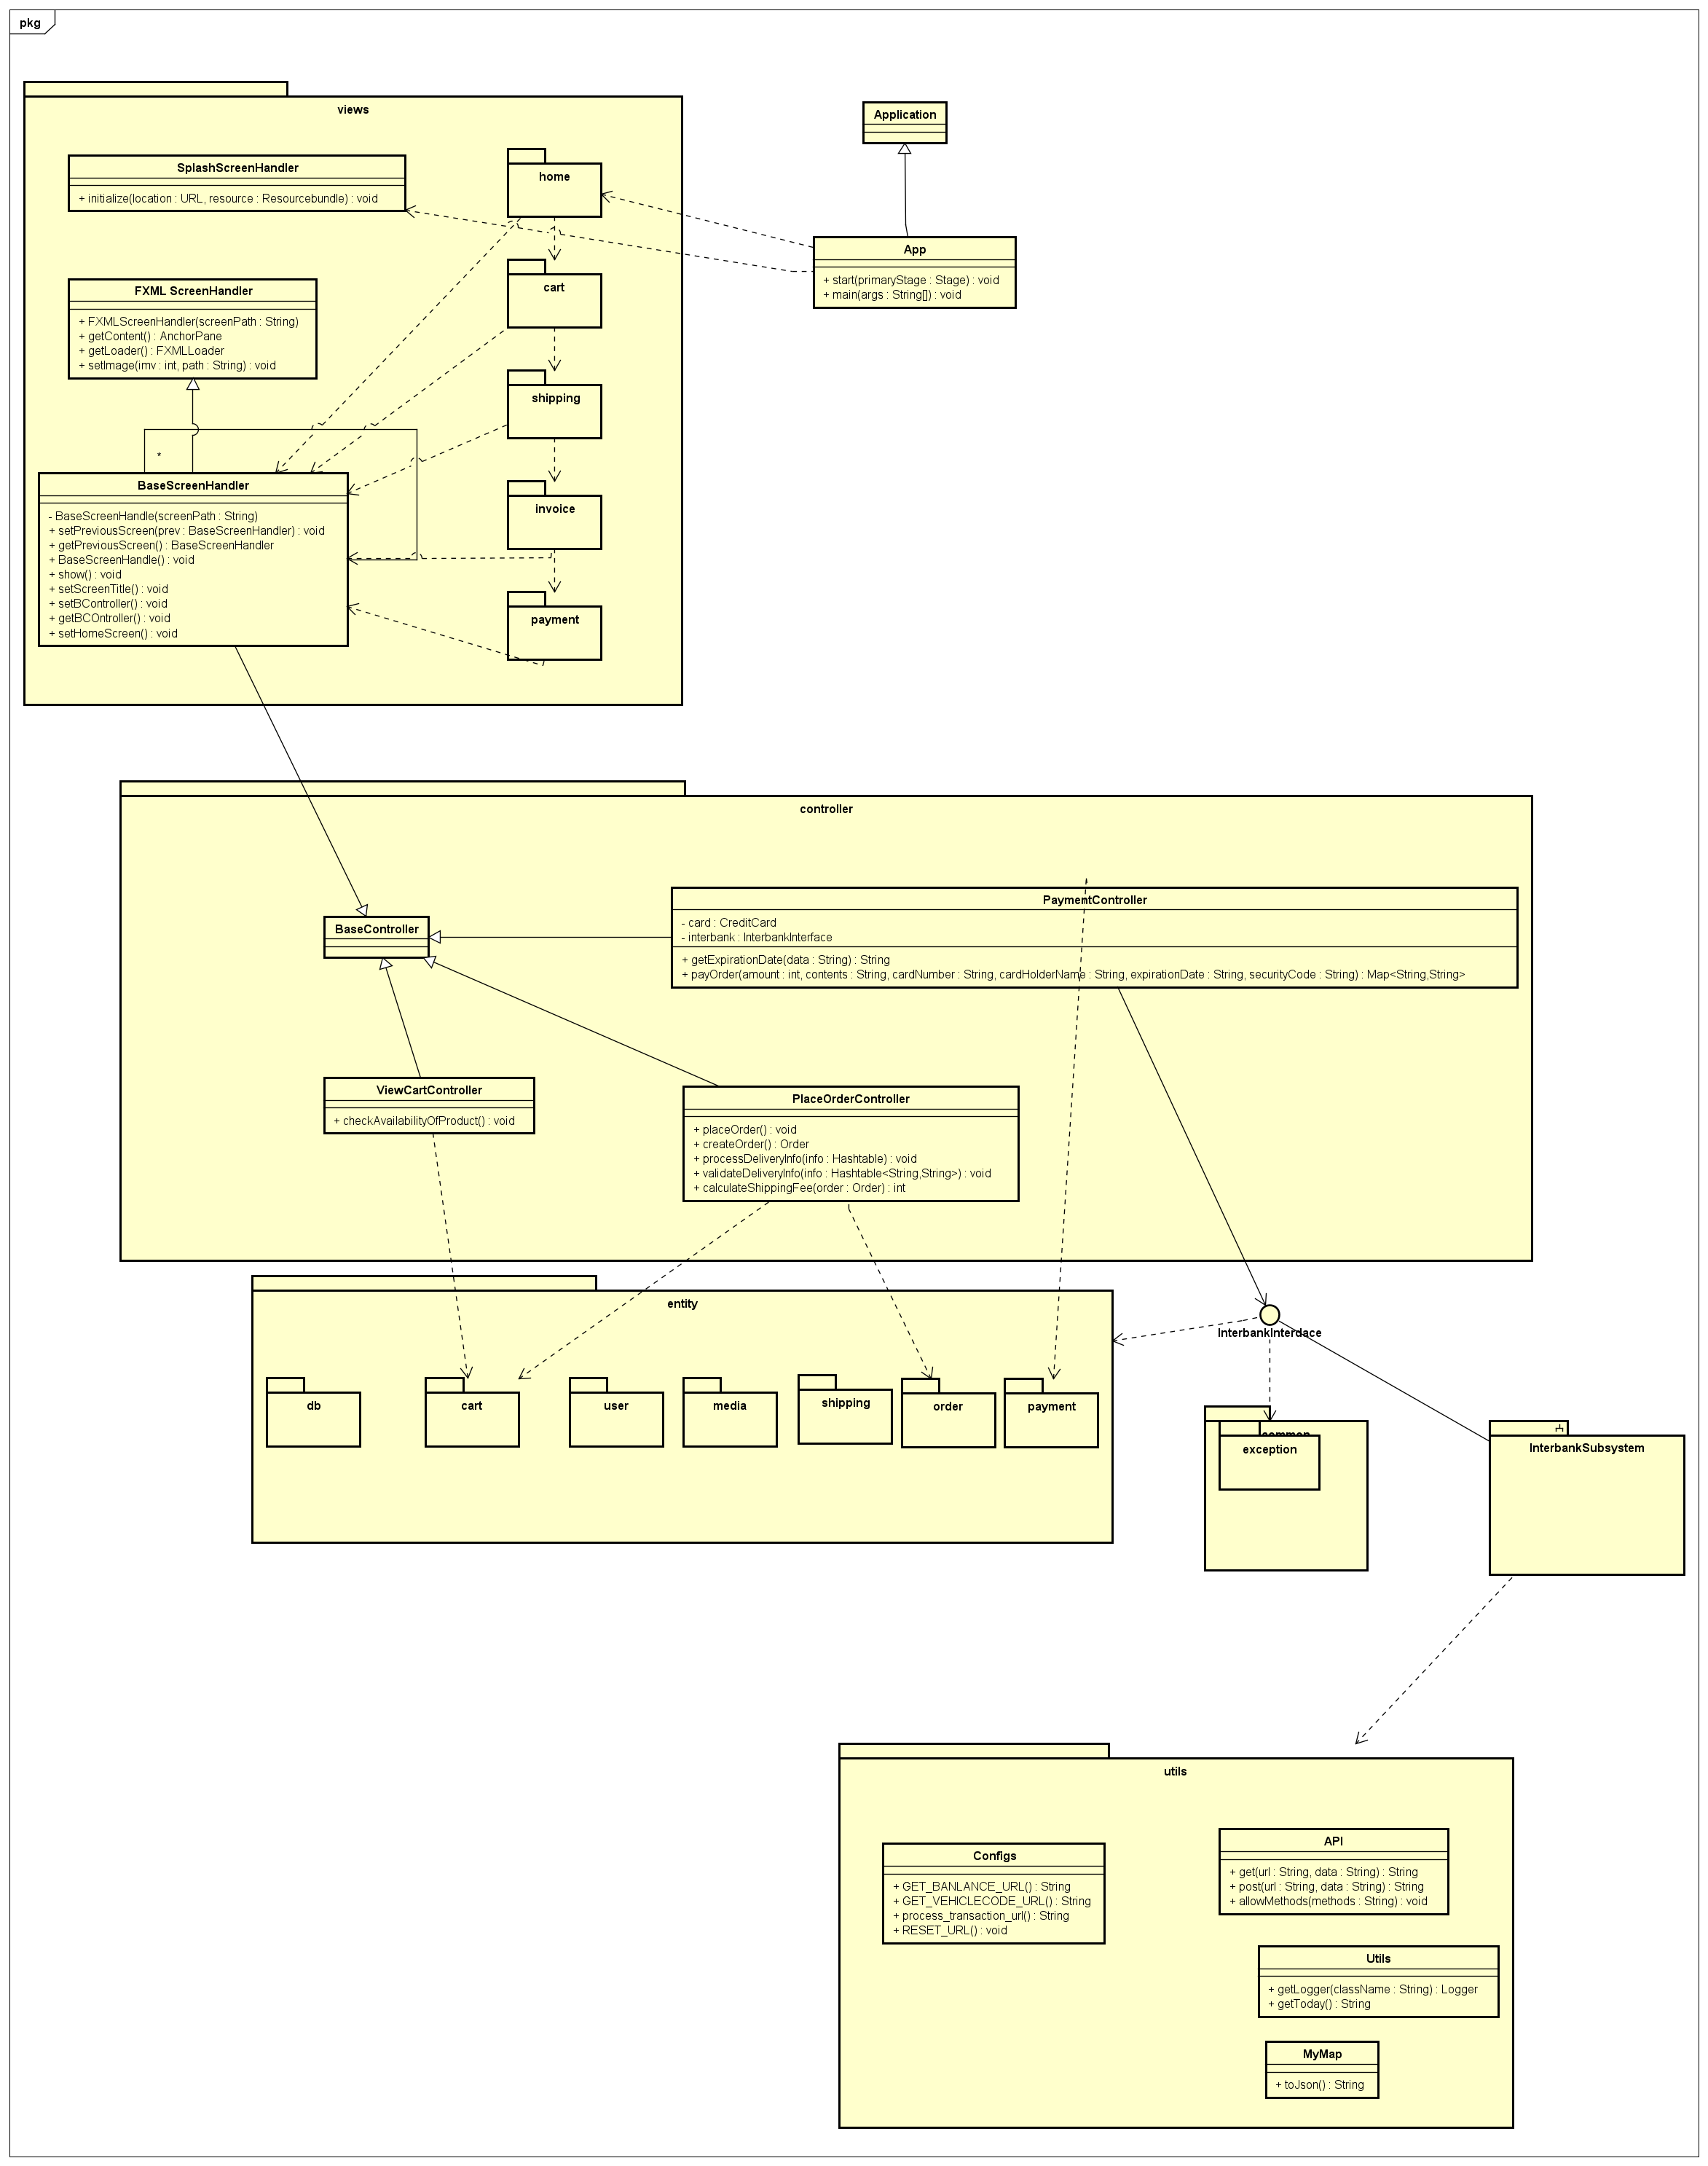 pkg
views
SplashScreenHandler
+ initialize(location : URL, resource : Resourcebundle) : void
home
Application
App
+ start(primaryStage : Stage) : void
+ main(args : String[]) : void
FXML ScreenHandler
+ FXMLScreenHandler(screenPath : String)
+ getContent() : AnchorPane
+ getLoader() : FXMLLoader
+ setImage(imv : int, path : String) : void
cart
shipping
*
BaseScreenHandler
- BaseScreenHandle(screenPath : String)
+ setPreviousScreen(prev : BaseScreenHandler) : void
+ getPreviousScreen() : BaseScreenHandler
+ BaseScreenHandle() : void
+ show() : void
+ setScreenTitle() : void
+ setBController() : void
+ getBCOntroller() : void
+ setHomeScreen() : void
invoice
payment
controller
BaseController
PaymentController
- card : CreditCard
- interbank : InterbankInterface
+ getExpirationDate(data : String) : String
+ payOrder(amount : int, contents : String, cardNumber : String, cardHolderName : String, expirationDate : String, securityCode : String) : Map<String,String>
ViewCartController
+ checkAvailabilityOfProduct() : void
PlaceOrderController
+ placeOrder() : void
+ createOrder() : Order
+ processDeliveryInfo(info : Hashtable) : void
+ validateDeliveryInfo(info : Hashtable<String,String>) : void
+ calculateShippingFee(order : Order) : int
entity
InterbankInterdace
db
cart
user
media
shipping
order
payment
common
exception
InterbankSubsystem
utils
Configs
+ GET_BANLANCE_URL() : String
+ GET_VEHICLECODE_URL() : String
+ process_transaction_url() : String
+ RESET_URL() : void
API
+ get(url : String, data : String) : String
+ post(url : String, data : String) : String
+ allowMethods(methods : String) : void
Utils
+ getLogger(className : String) : Logger
+ getToday() : String
MyMap
+ toJson() : String